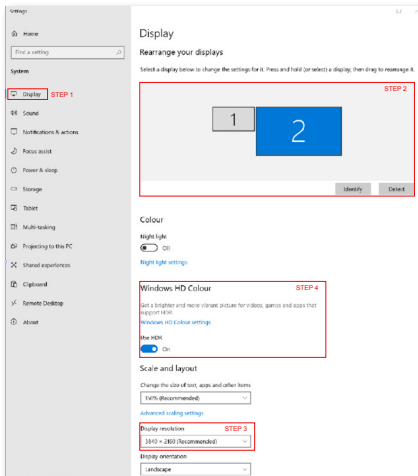 Settings
Home
Find a setting
System
Display
STEP 1
Sound
Notifications & actions
Focus assist
Power & sleep
Storage
Tablet
Multi-tasking
Projecting to this PC
Shared experiences
Clipboard
Remote Desktop
About
Display
Rearrange your displays
Select a display below to change the settings for it. Press and hold (or select) a display, then drag to rearrange it.
STEP 2
1
2
Identify
Detect
Colour
Night light
Off
Night light settings
Windows HD Colour
STEP 4
Get a brighter and more vibrant picture for videos, games and apps that
support HDR.
Windows HD Colour settings
Use HDR
On
Scale and layout
Change the size of text, apps and other items
150% (Recommended)
Advanced scaling settings
Display resolution
STEP 3
3840 × 2160 (Recommended)
Display orientation
Landscape